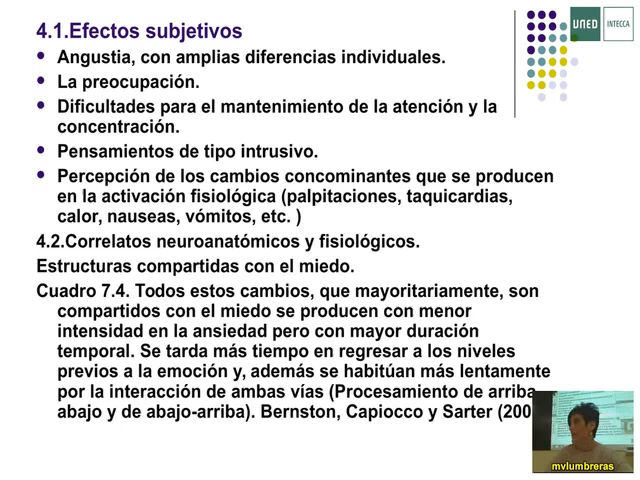 4.1.Efectos subjetivos
UNED
INTECCA
Angustia, con amplias diferencias individuales.
La preocupación.
Dificultades para el mantenimiento de la atención y la
concentración.
Pensamientos de tipo intrusivo.
Percepción de los cambios concominantes que se producen
en la activación fisiológica (palpitaciones, taquicardias,
calor, nauseas, vómitos, etc. )
4.2.Correlatos neuroanatómicos y fisiológicos.
Estructuras compartidas con el miedo.
Cuadro 7.4. Todos estos cambios, que mayoritariamente, son
compartidos con el miedo se producen con menor
intensidad en la ansiedad pero con mayor duración
temporal. Se tarda más tiempo en regresar a los niveles
previos a la emoción y, además se habitúan más lentamente
por la interacción de ambas vías (Procesamiento de arriba
abajo y de abajo-arriba). Bernston, Capiocco y Sarter (200
mvlumbreras